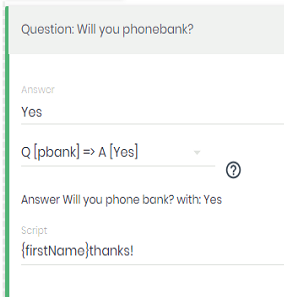 Question: Will you phonebank?
Answer
Yes
Q [pbank] => A [Yes]
?
Answer Will you phone bank? with: Yes
Script
{firstName}thanks!